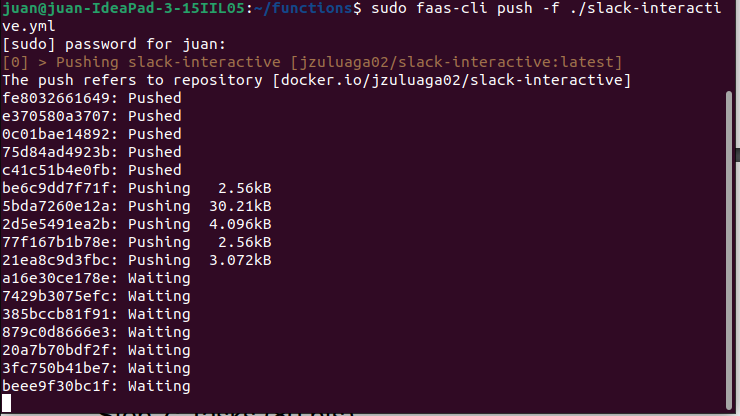 juan@juan-IdeaPad-3-15IIL05:~/functions$ sudo faas-cli push -f ./slack-interacti
ve.yml
[sudo] password for juan:
[0] > Pushing slack-interactive [jzuluaga02/slack-interactive:latest]
The push refers to repository [docker.io/jzuluaga02/slack-interactive]
fe8032661649: Pushed
e370580a3707: Pushed
0c01bae14892: Pushed
75d84ad4923b: Pushed
c41c51b4e0fb: Pushed
be6c9dd7f71f: Pushing   2.56kB
5bda7260e12a: Pushing  30.21kB
2d5e5491ea2b: Pushing  4.096kB
77f167b1b78e: Pushing   2.56kB
21ea8c9d3fbc: Pushing  3.072kB
a16e30ce178e: Waiting
7429b3075efc: Waiting
385bccb81f91: Waiting
879c0d8666e3: Waiting
20a7b70bdf2f: Waiting
3fc750b41be7: Waiting
beee9f30bc1f: Waiting